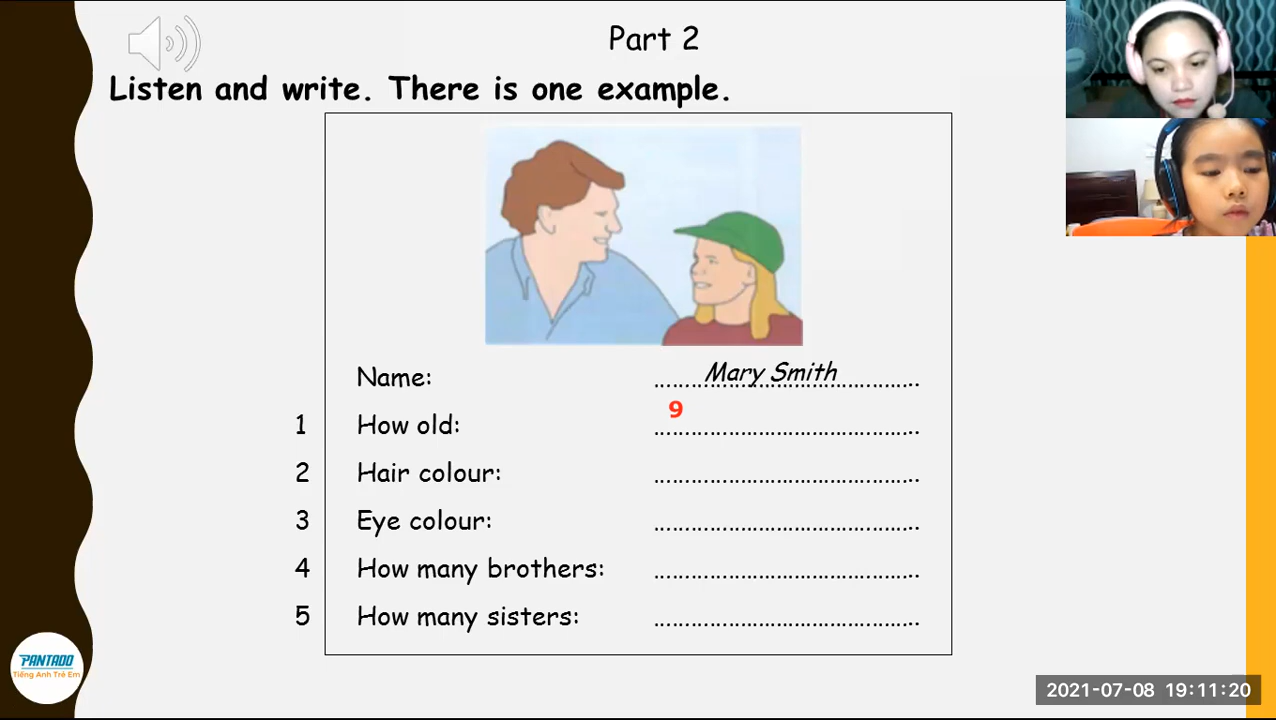 Part 2
Listen and write. There is one example.
Name: Mary Smith
1 How old: 9
2 Hair colour:
3 Eye colour:
4 How many brothers:
5 How many sisters:
PANTADO
Tiếng Anh Trẻ Em
2021-07-08 19:11:20